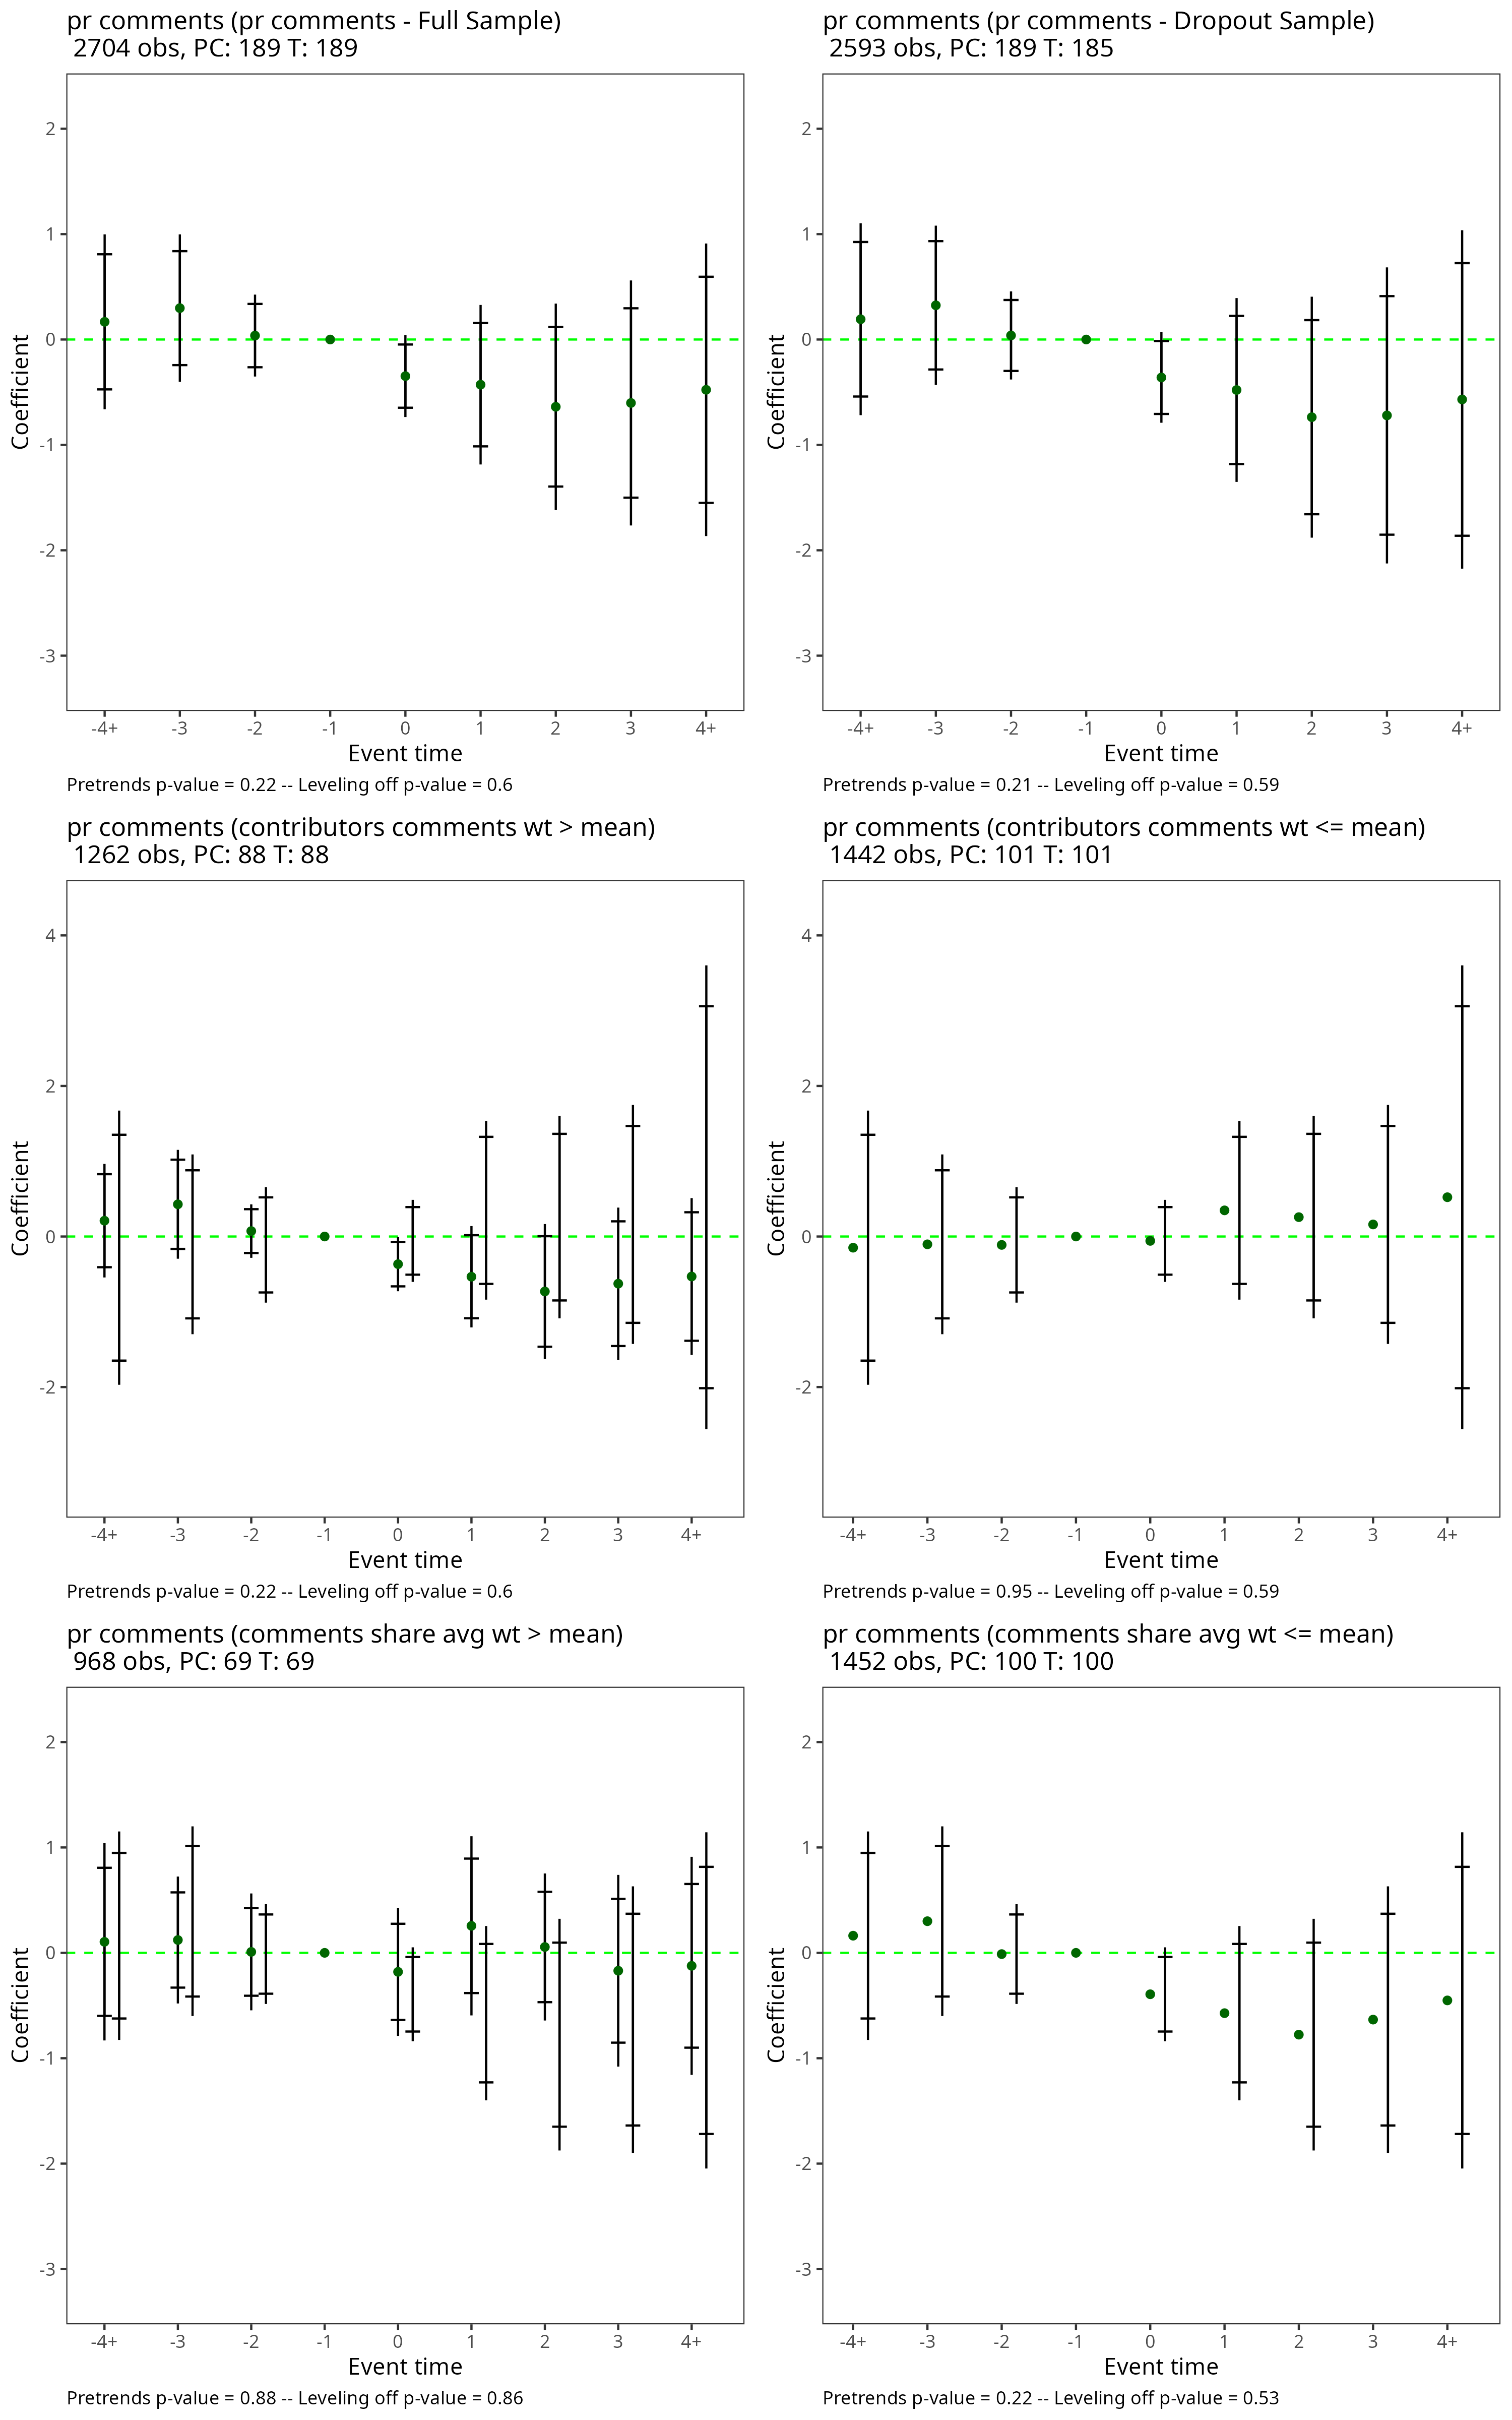 pr comments (pr comments - Full Sample)
2704 obs, PC: 189 T: 189
2
1
0
-1
-2
-3
Coefficient
-4+ -3 -2 -1 0 1 2 3 4+
Event time
Pretrends p-value = 0.22 -- Leveling off p-value = 0.6
pr comments (pr comments - Dropout Sample)
2593 obs, PC: 189 T: 185
2
1
0
-1
-2
-3
Coefficient
-4+ -3 -2 -1 0 1 2 3 4+
Event time
Pretrends p-value = 0.21 -- Leveling off p-value = 0.59
pr comments (contributors comments wt > mean)
1262 obs, PC: 88 T: 88
4
2
0
-2
Coefficient
-4+ -3 -2 -1 0 1 2 3 4+
Event time
Pretrends p-value = 0.22 -- Leveling off p-value = 0.6
pr comments (contributors comments wt <= mean)
1442 obs, PC: 101 T: 101
4
2
0
-2
Coefficient
-4+ -3 -2 -1 0 1 2 3 4+
Event time
Pretrends p-value = 0.95 -- Leveling off p-value = 0.59
pr comments (comments share avg wt > mean)
968 obs, PC: 69 T: 69
2
1
0
-1
-2
-3
Coefficient
-4+ -3 -2 -1 0 1 2 3 4+
Event time
Pretrends p-value = 0.88 -- Leveling off p-value = 0.86
pr comments (comments share avg wt <= mean)
1452 obs, PC: 100 T: 100
2
1
0
-1
-2
-3
Coefficient
-4+ -3 -2 -1 0 1 2 3 4+
Event time
Pretrends p-value = 0.22 -- Leveling off p-value = 0.53